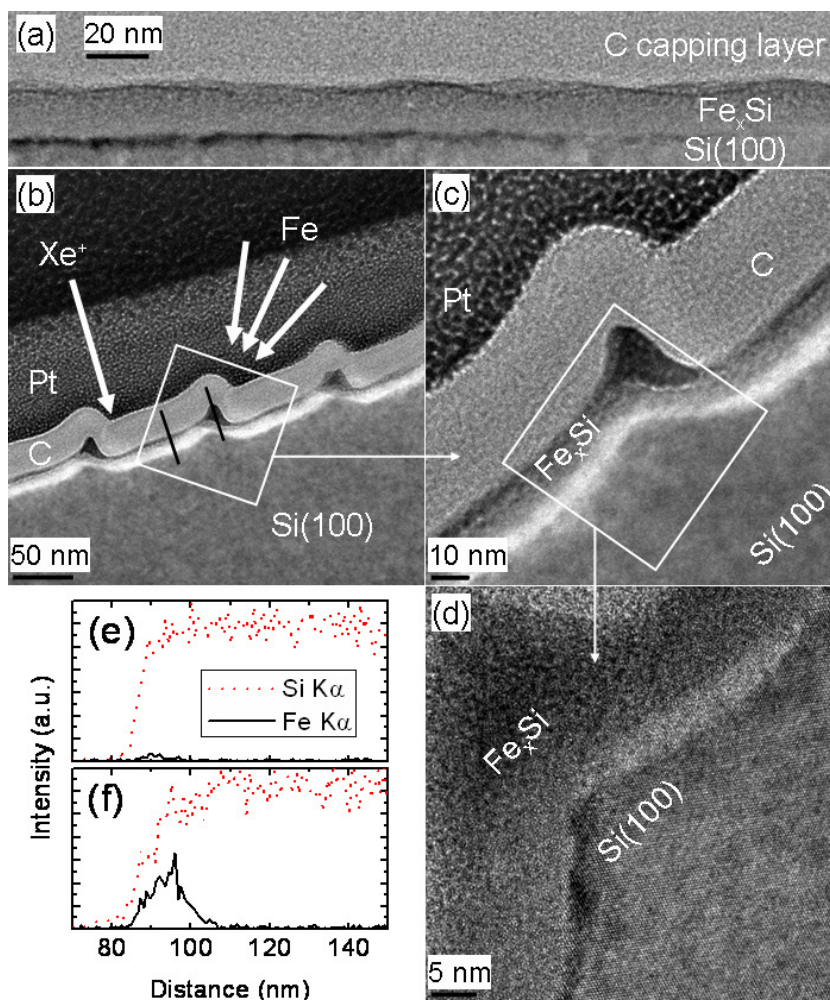 (a)
20 nm
C capping layer
FeₓSi
Si(100)
(b)
Xe⁺
Fe
Pt
C
Si(100)
50 nm
(c)
Pt
C
FeₓSi
Si(100)
10 nm
(e)
Si Kα
Fe Kα
(f)
Intensity (a.u.)
80 100 120 140
Distance (nm)
(d)
FeₓSi
Si(100)
5 nm